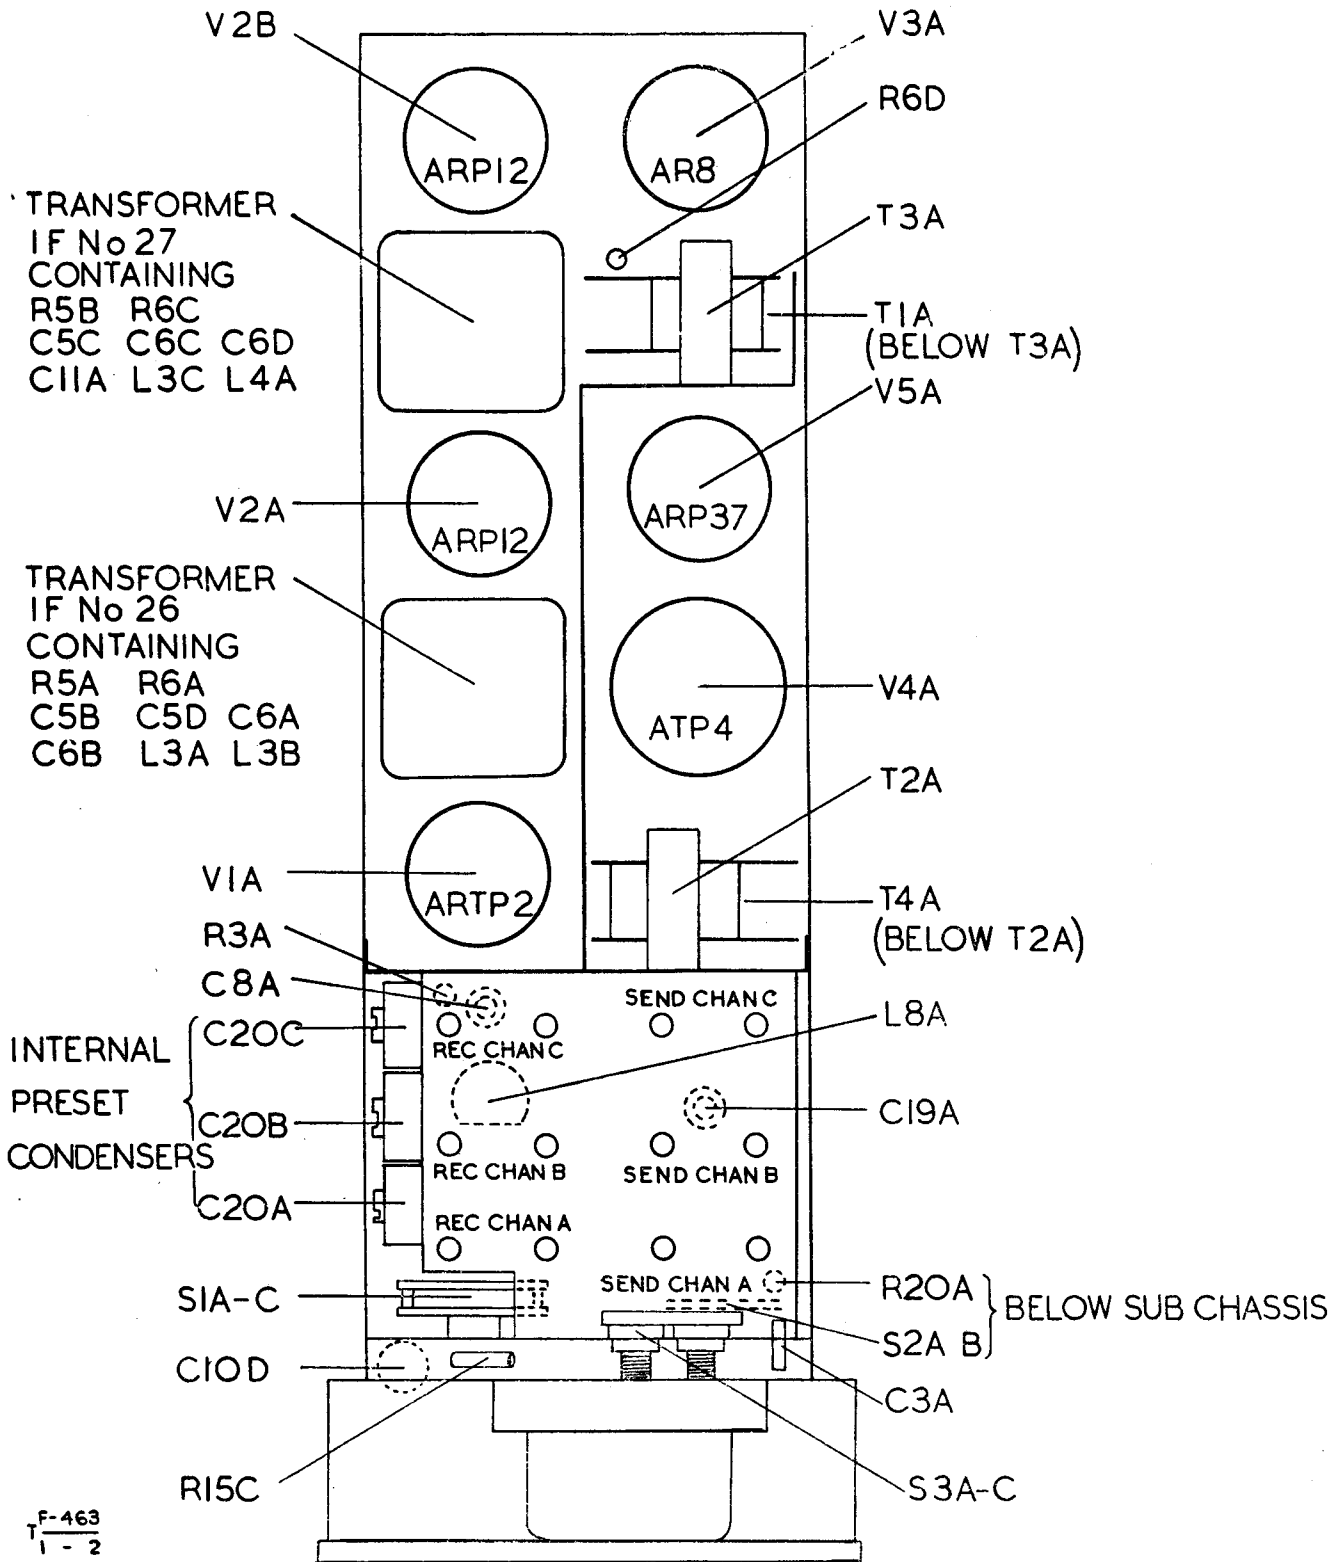 V2B
V3A
R6D
ARP12
AR8
TRANSFORMER
IF No 27
CONTAINING
R5B R6C
C5C C6C C6D
C11A L3C L4A
T3A
T1A
(BELOW T3A)
V5A
V2A
ARP12
ARP37
TRANSFORMER
IF No 26
CONTAINING
R5A R6A
C5B C5D C6A
C6B L3A L3B
V4A
ATP4
T2A
V1A
ARTP2
T4A
(BELOW T2A)
R3A
C8A
SEND CHAN C
L8A
INTERNAL
PRESET
CONDENSERS
C20C
REC CHAN C
C20B
C19A
REC CHAN B
SEND CHAN B
C20A
REC CHAN A
SEND CHAN A
S1A-C
R20A
S2A B
BELOW SUB CHASSIS
C10D
C3A
R15C
S3A-C
T F-463
1 - 2